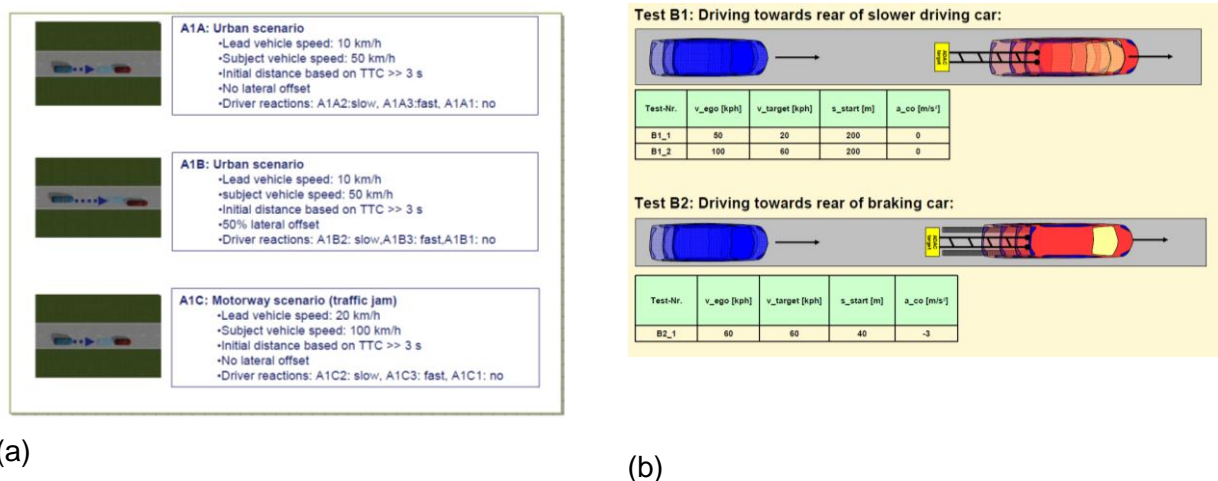 A1A: Urban scenario
•Lead vehicle speed: 10 km/h
•Subject vehicle speed: 50 km/h
•Initial distance based on TTC >> 3 s
•No lateral offset
•Driver reactions: A1A2:slow, A1A3:fast, A1A1: no
A1B: Urban scenario
•Lead vehicle speed: 10 km/h
•subject vehicle speed: 50 km/h
•Initial distance based on TTC >> 3 s
•50% lateral offset
•Driver reactions: A1B2: slow,A1B3: fast,A1B1: no
A1C: Motorway scenario (traffic jam)
•Lead vehicle speed: 20 km/h
•Subject vehicle speed: 100 km/h
•Initial distance based on TTC >> 3 s
•No lateral offset
•Driver reactions: A1C2: slow, A1C3: fast, A1C1: no
(a)
Test B1: Driving towards rear of slower driving car:
ADAC
target
Test-Nr. v_ego [kph] v_target [kph] s_start [m] a_co [m/s²]
B1_1 50 20 200 0
B1_2 100 60 200 0
Test B2: Driving towards rear of braking car:
ADAC
target
Test-Nr. v_ego [kph] v_target [kph] s_start [m] a_co [m/s²]
B2_1 60 60 40 -3
(b)